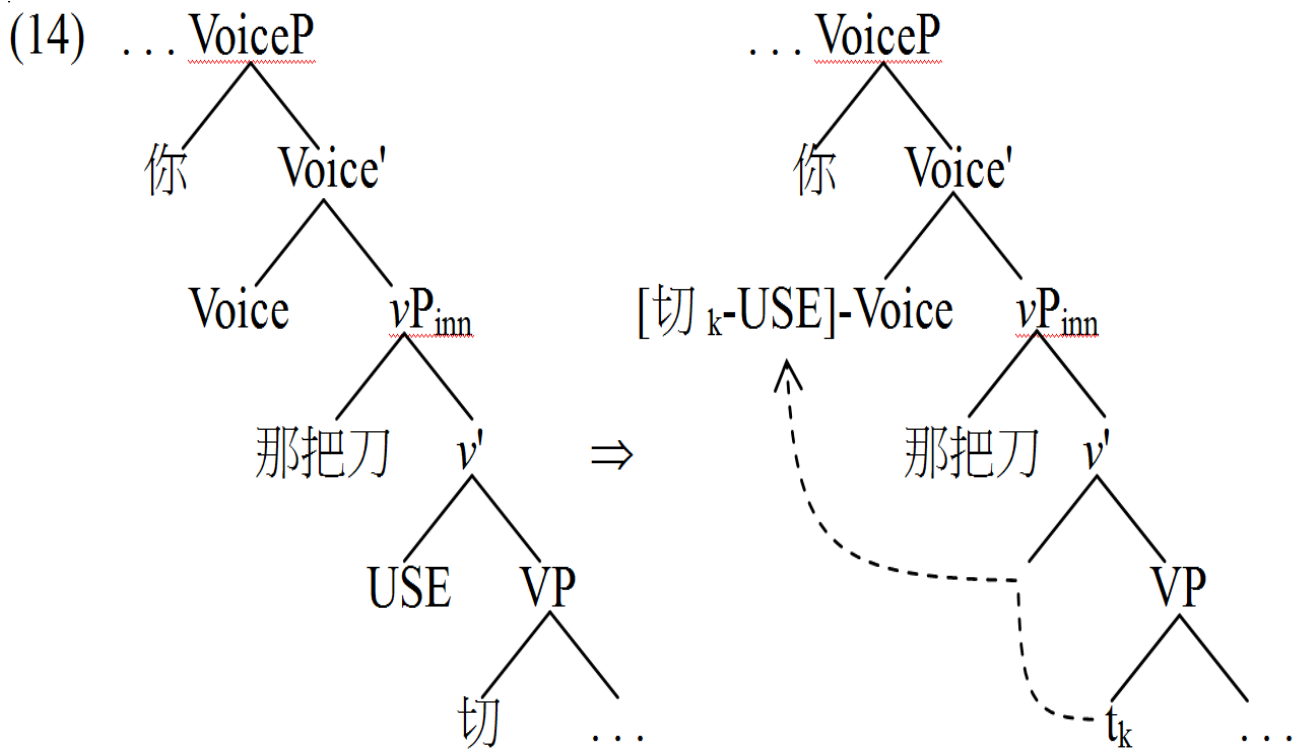 (14) ... VoiceP ... VoiceP
你 Voice' 你 Voice'
Voice vPinn [切 k-USE]-Voice vPinn
那把刀 v' ⇒ 那把刀 v'
USE VP VP
切 ... tk ...